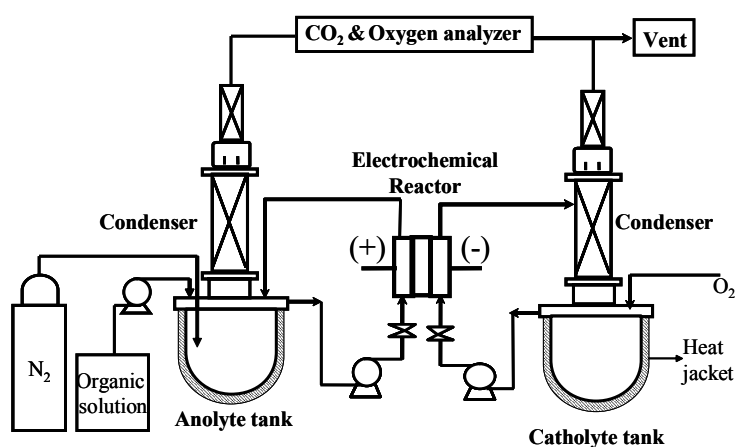 CO₂ & Oxygen analyzer
Vent
Electrochemical
Reactor
Condenser
Condenser
(+)
(-)
O₂
N₂
Organic
solution
Heat
jacket
Anolyte tank
Catholyte tank